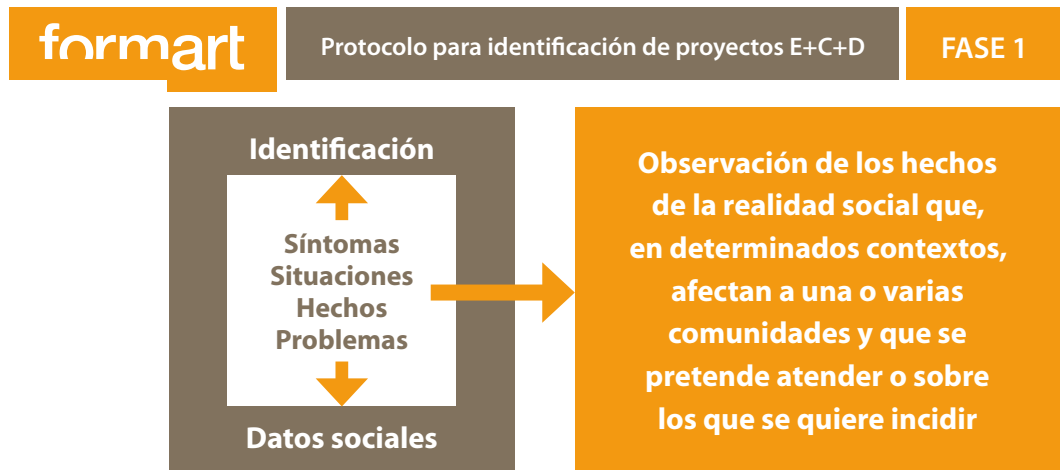 formart
Protocolo para identificación de proyectos E+C+D
FASE 1
Identificación
Síntomas
Situaciones
Hechos
Problemas
Datos sociales
Observación de los hechos
de la realidad social que,
en determinados contextos,
afectan a una o varias
comunidades y que se
pretende atender o sobre
los que se quiere incidir